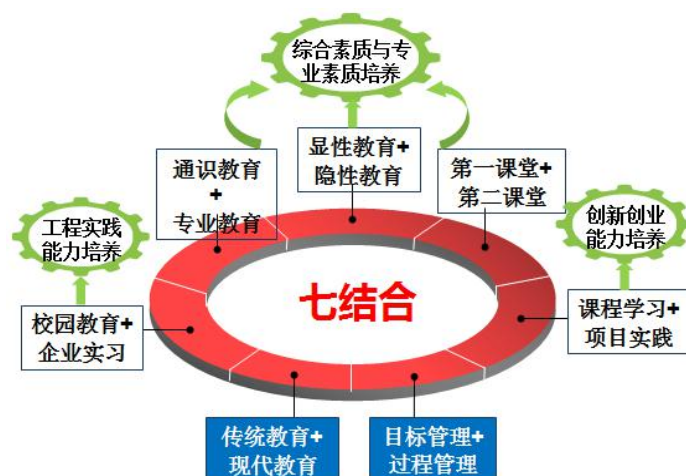 综合素质与专
业素质培养
通识教育
+
专业教育
显性教育+
隐性教育
第一课堂+
第二课堂
工程实践
能力培养
创新创业
能力培养
七结合
校园教育+
企业实习
课程学习+
项目实践
传统教育+
现代教育
目标管理+
过程管理